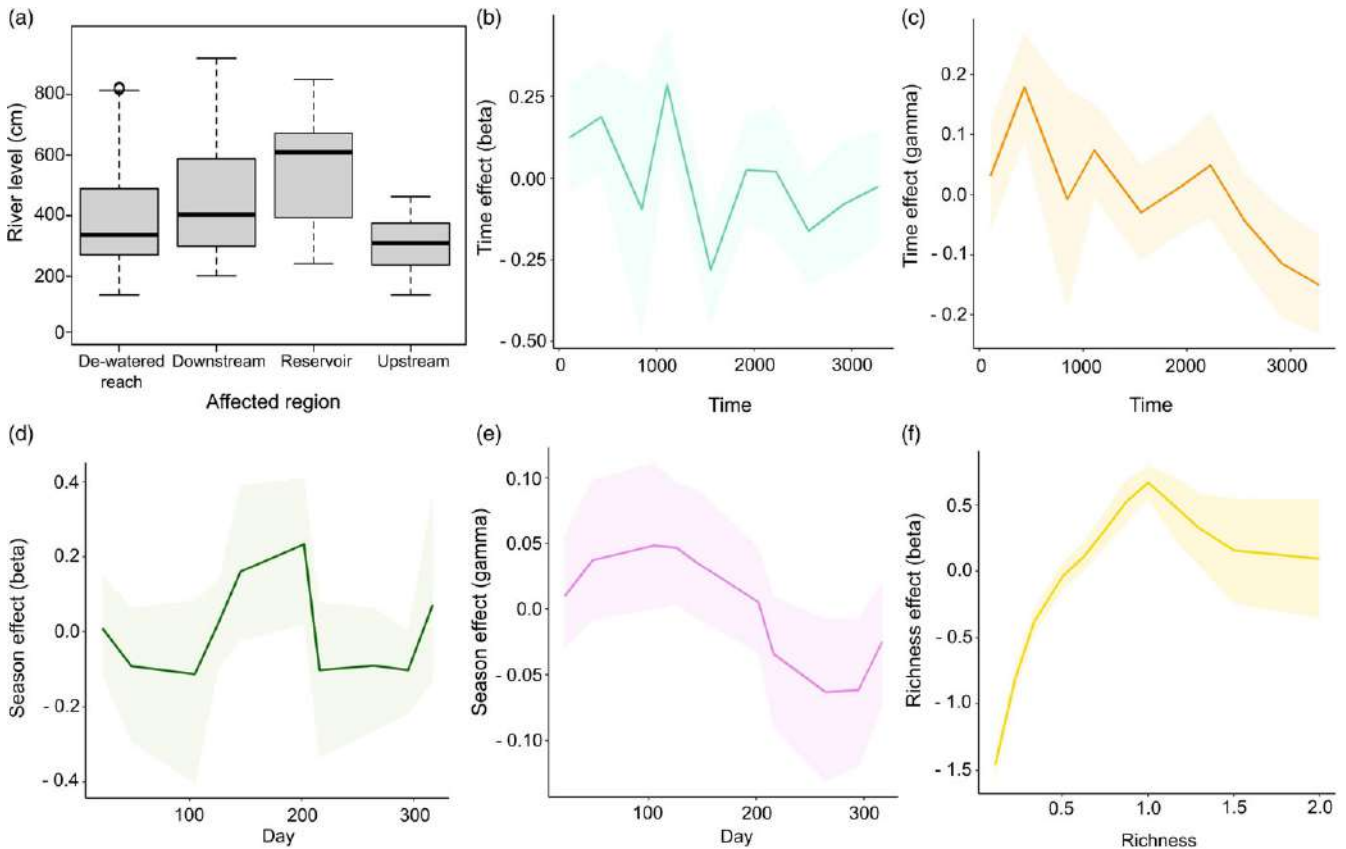 (a)
River level (cm)
800
600
400
200
0
De-watered
reach
Downstream
Reservoir
Upstream
Affected region
(b)
Time effect (beta)
0.25
0.00
- 0.25
- 0.50
0
1000
2000
3000
Time
(c)
Time effect (gamma)
0.2
0.1
0.0
- 0.1
- 0.2
0
1000
2000
3000
Time
(d)
Season effect (beta)
0.4
0.2
0.0
- 0.2
- 0.4
100
200
300
Day
(e)
Season effect (gamma)
0.10
0.05
0.0
- 0.05
- 0.10
100
200
300
Day
(f)
Richness effect (beta)
0.5
0.0
- 0.5
- 1.0
- 1.5
0.5
1.0
1.5
2.0
Richness